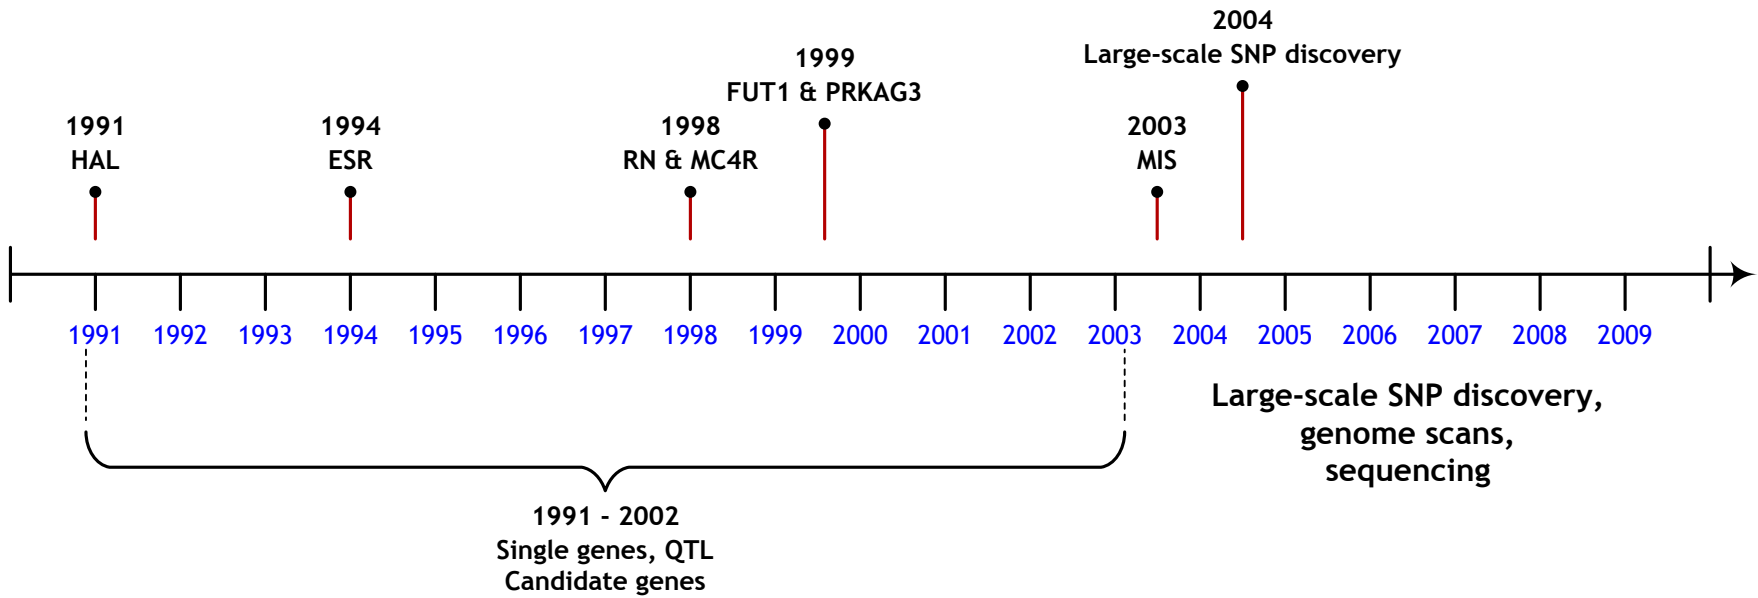 1991
HAL
1994
ESR
1998
RN & MC4R
1999
FUT1 & PRKAG3
2003
MIS
2004
Large-scale SNP discovery
1991 1992 1993 1994 1995 1996 1997 1998 1999 2000 2001 2002 2003 2004 2005 2006 2007 2008 2009
Large-scale SNP discovery,
genome scans,
sequencing
1991 - 2002
Single genes, QTL
Candidate genes